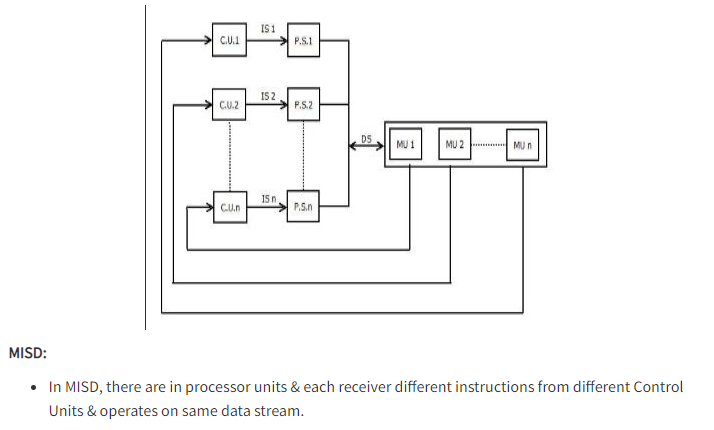 IS 1
C.U.1
P.S.1
IS 2
C.U.2
P.S.2
DS
MU 1
MU 2
MU n
IS n
C.U.n
P.S.n
MISD:
• In MISD, there are in processor units & each receiver different instructions from different Control
Units & operates on same data stream.